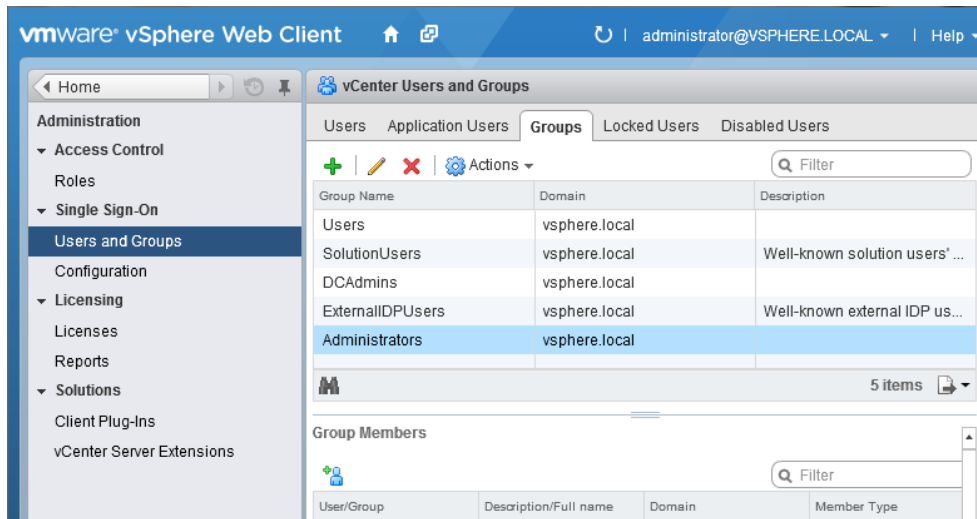 vmware® vSphere Web Client | administrator@VSPHERE.LOCAL | Help
Home
Administration
Access Control
Roles
Single Sign-On
Users and Groups
Configuration
Licensing
Licenses
Reports
Solutions
Client Plug-Ins
vCenter Server Extensions
vCenter Users and Groups
Users Application Users Groups Locked Users Disabled Users
Actions Filter
Group Name Domain Description
Users vsphere.local
SolutionUsers vsphere.local Well-known solution users' ...
DCAdmins vsphere.local
ExternalIDPUsers vsphere.local Well-known external IDP us...
Administrators vsphere.local
5 items
Group Members
Filter
User/Group Description/Full name Domain Member Type